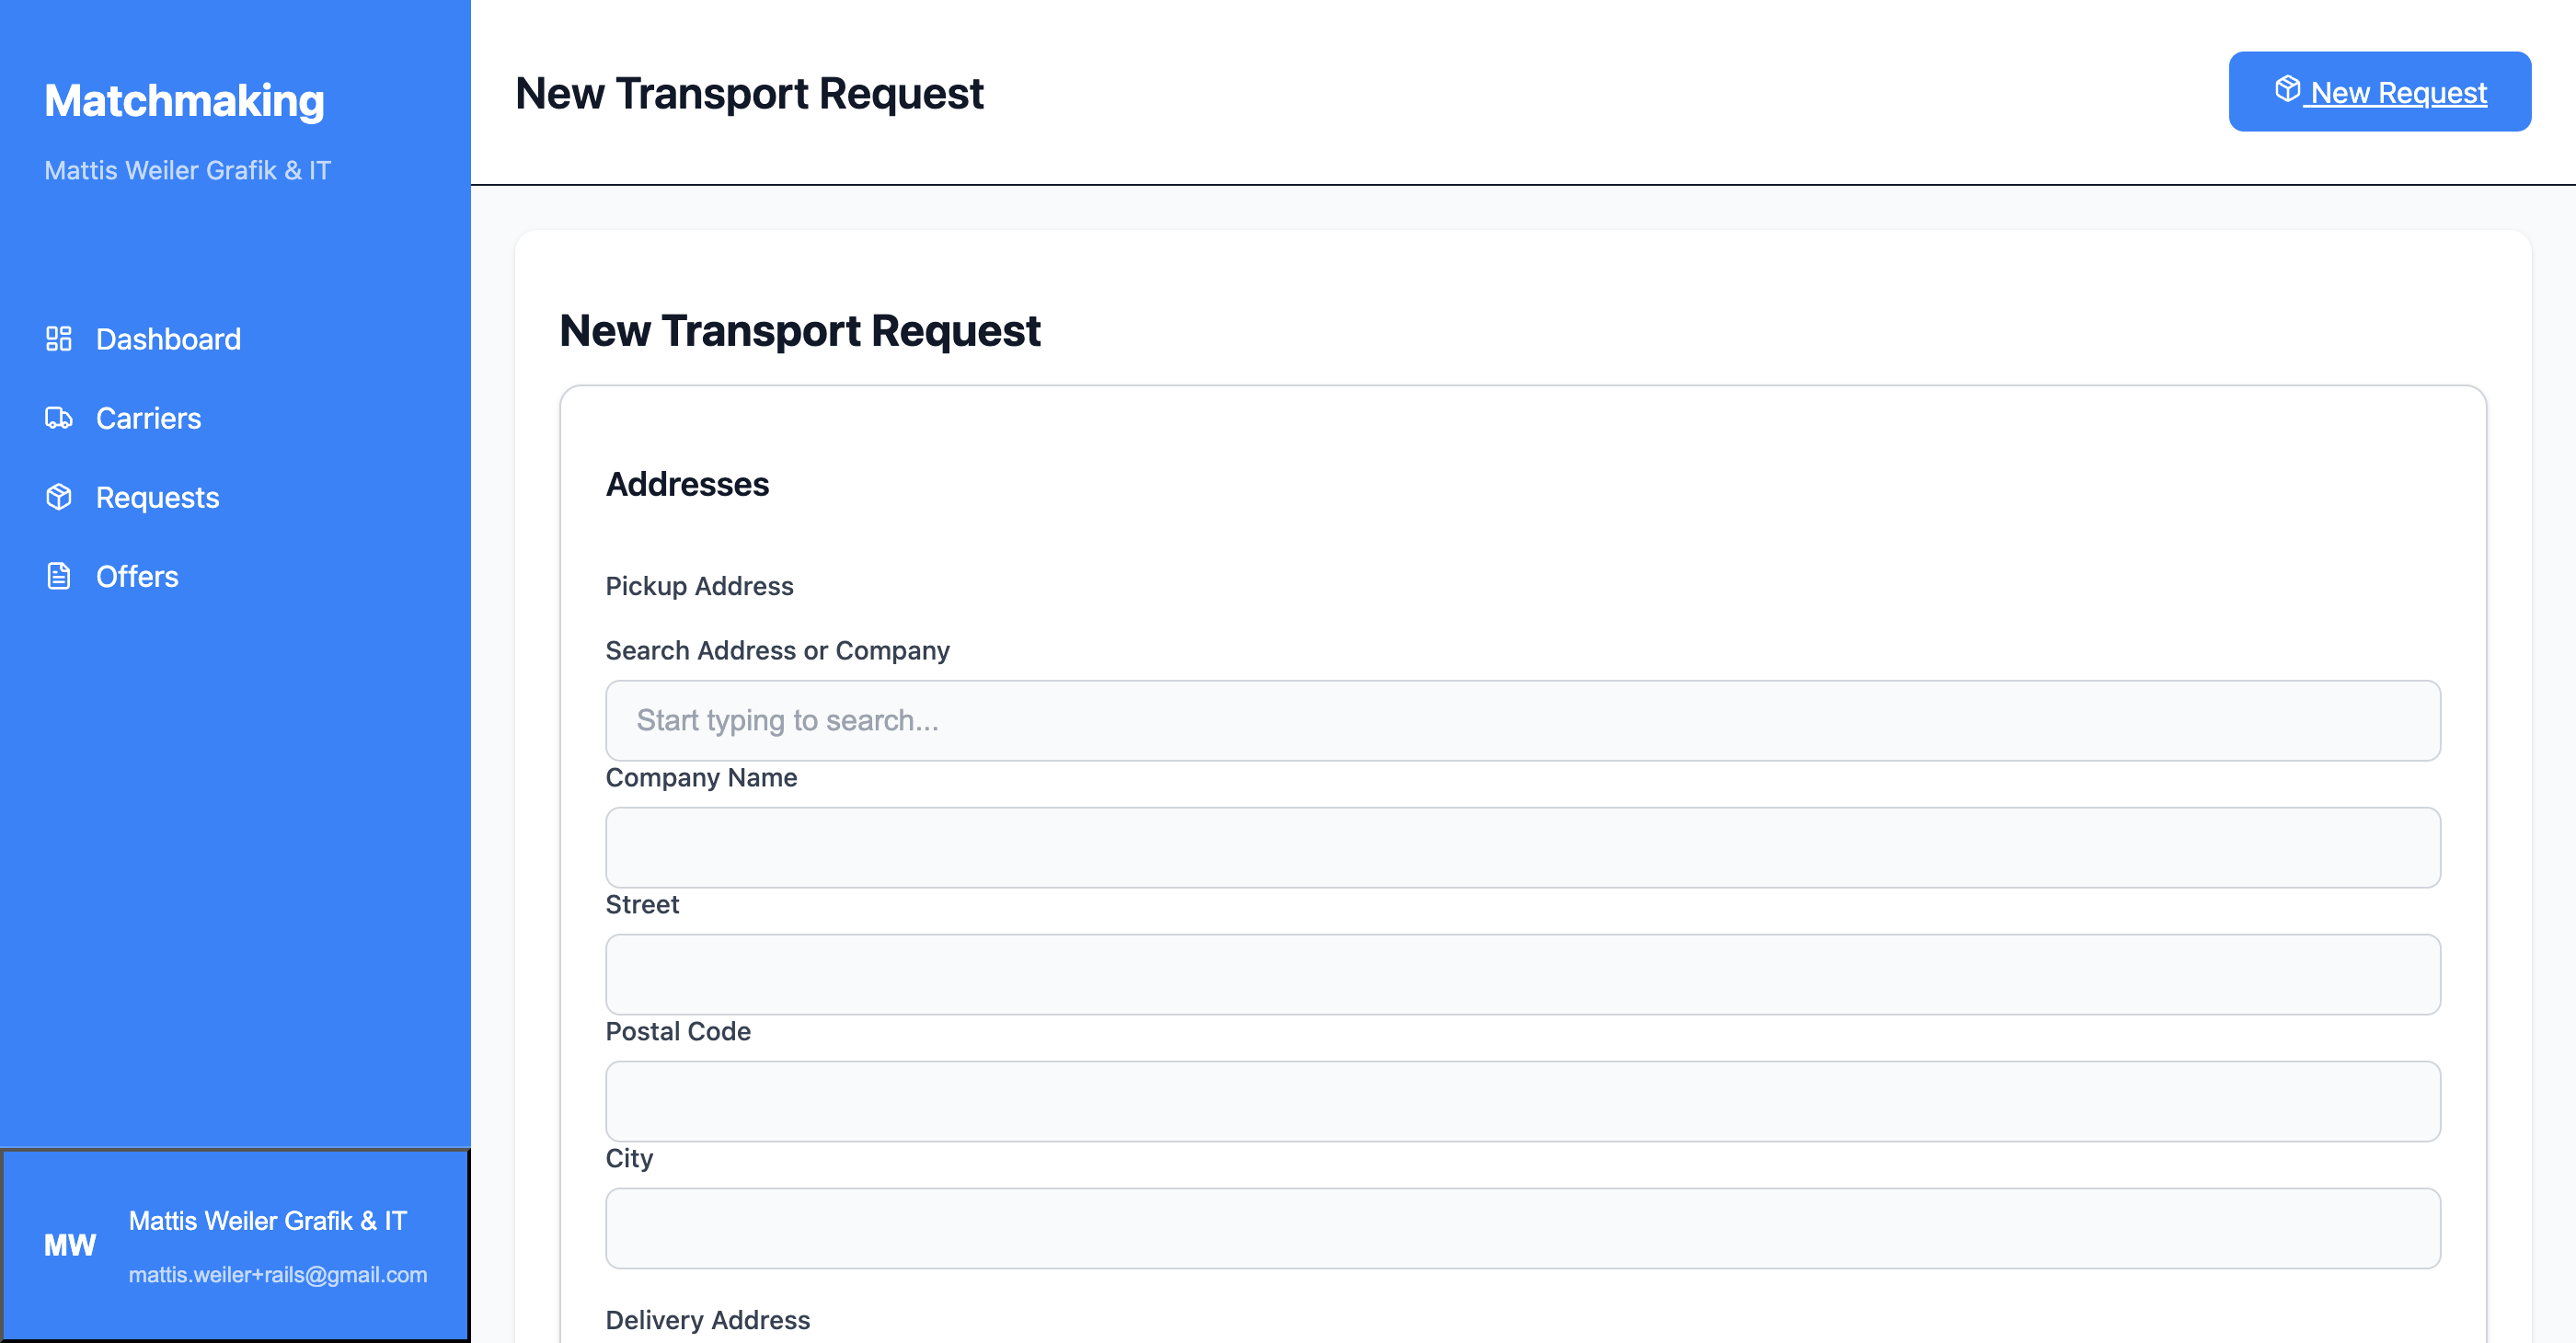 Matchmaking
Mattis Weiler Grafik & IT
Dashboard
Carriers
Requests
Offers
MW
Mattis Weiler Grafik & IT
mattis.weiler+rails@gmail.com
New Transport Request
New Request
New Transport Request
Addresses
Pickup Address
Search Address or Company
Start typing to search...
Company Name
Street
Postal Code
City
Delivery Address